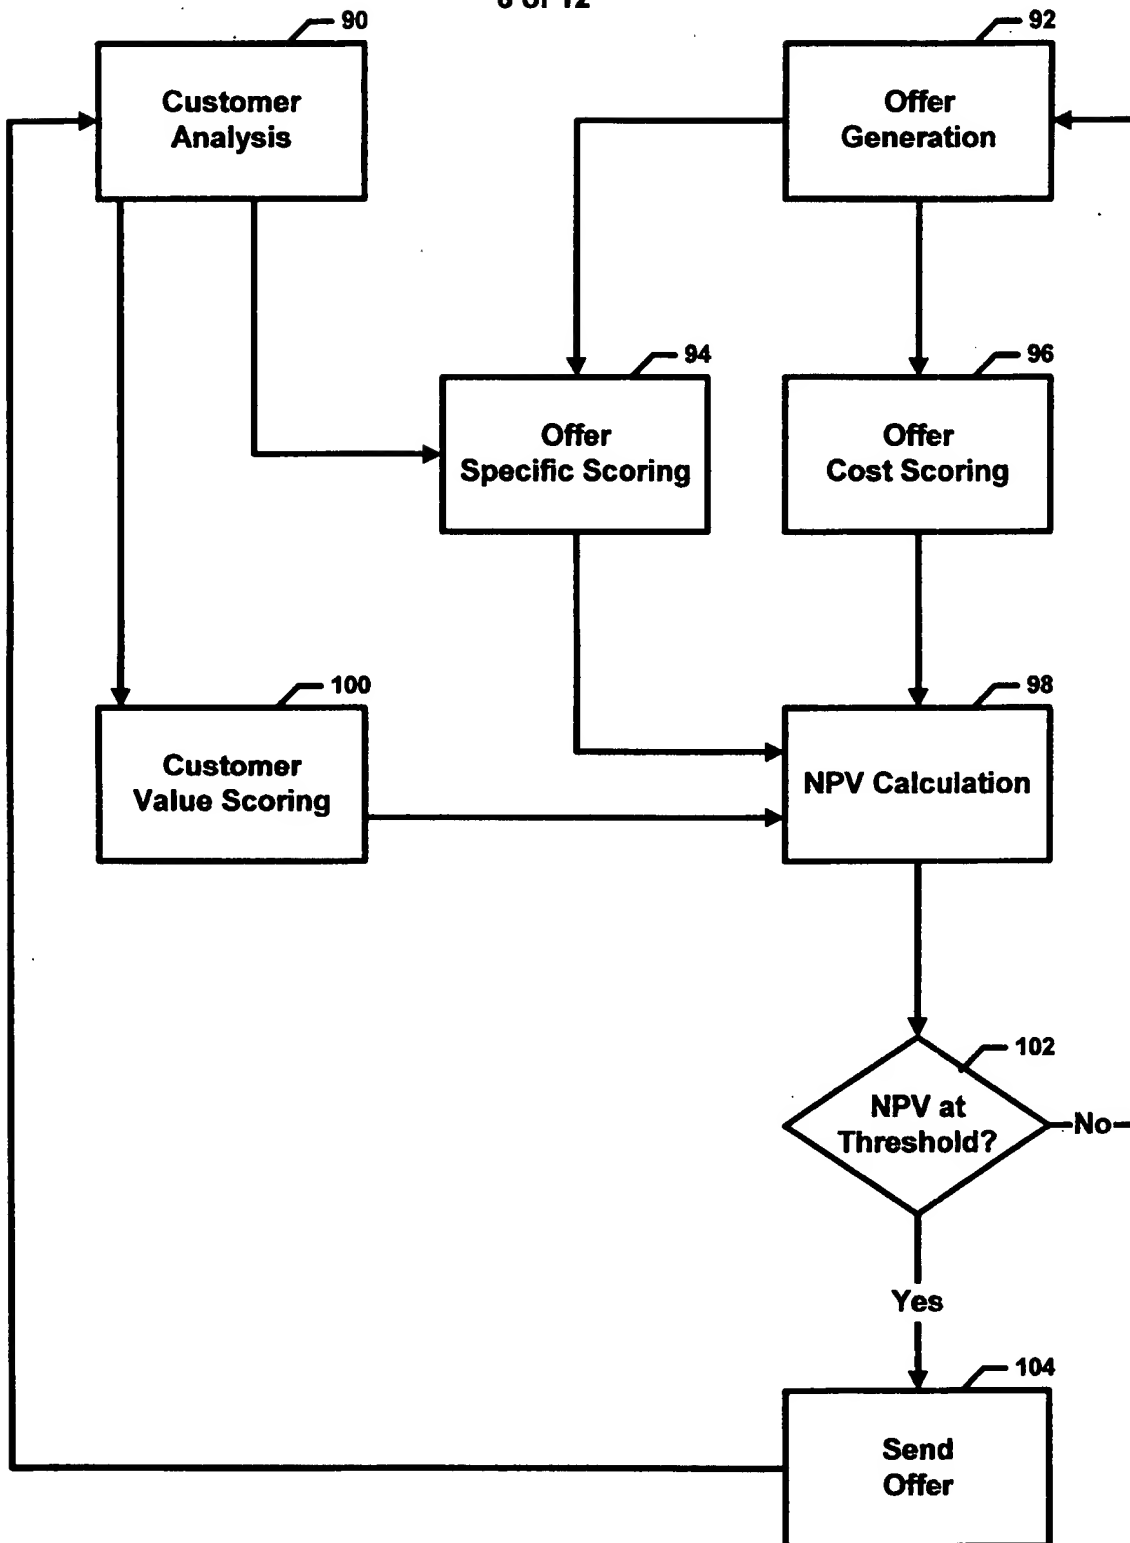 90
92
Customer
Analysis
Offer
Generation
94
96
Offer
Specific Scoring
Offer
Cost Scoring
100
98
Customer
Value Scoring
NPV Calculation
102
NPV at
Threshold?
No
Yes
104
Send
Offer